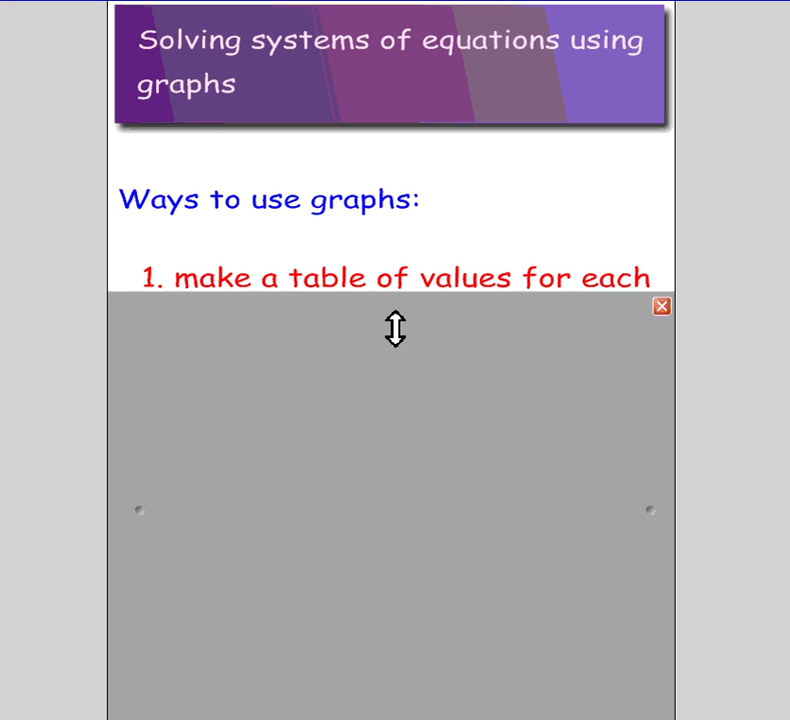 Solving systems of equations using
graphs
Ways to use graphs:
1. make a table of values for each